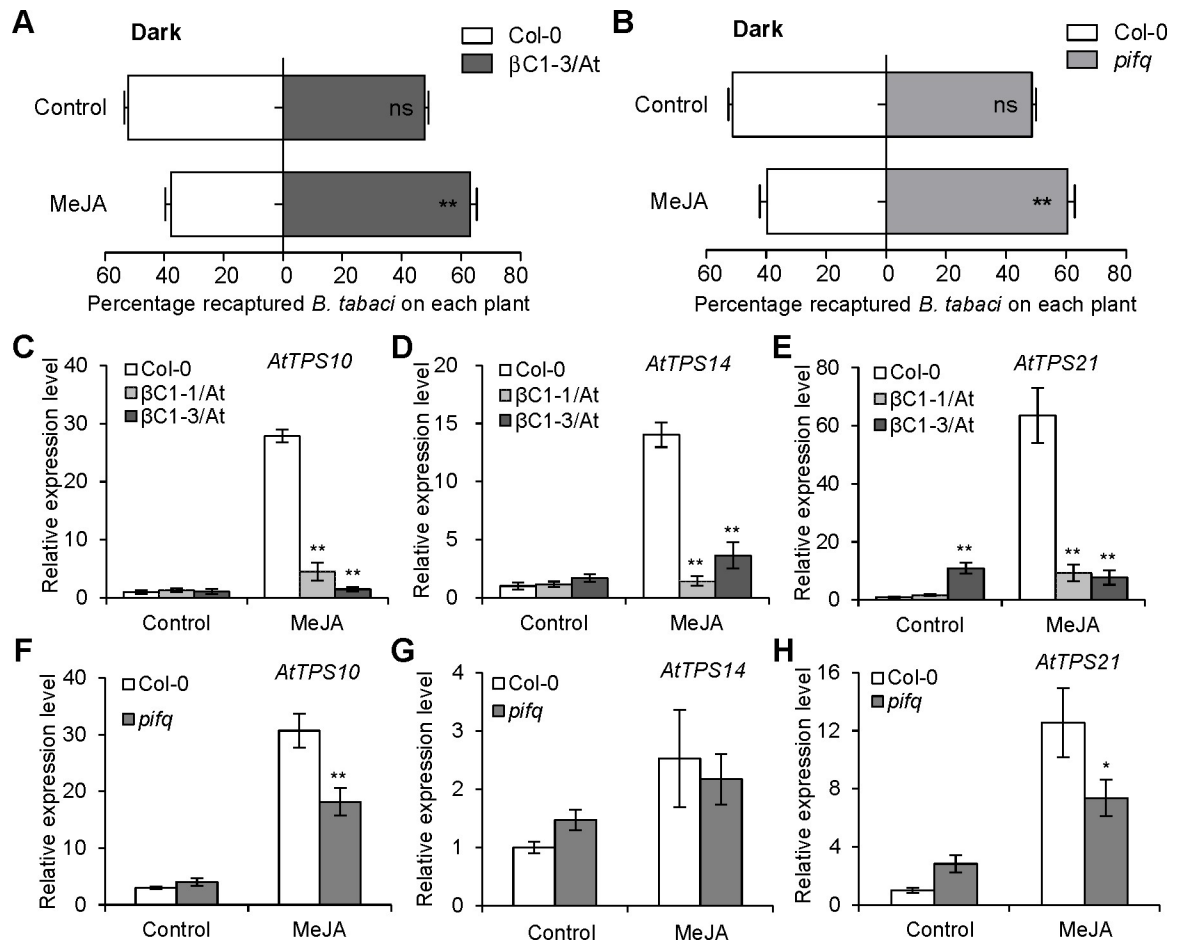 A
Dark
Col-0
βC1-3/At
Control
ns
MeJA
**
60 40 20 0 20 40 60 80
Percentage recaptured B. tabaci on each plant
B
Dark
Col-0
pifq
Control
ns
MeJA
**
60 40 20 0 20 40 60 80
Percentage recaptured B. tabaci on each plant
C
Relative expression level
AtTPS10
Col-0
βC1-1/At
βC1-3/At
40
30
20
10
0
**
**
Control MeJA
D
Relative expression level
AtTPS14
Col-0
βC1-1/At
βC1-3/At
20
15
10
5
0
**
**
Control MeJA
E
Relative expression level
AtTPS21
Col-0
βC1-1/At
βC1-3/At
80
60
40
20
0
**
**
**
Control MeJA
F
Relative expression level
AtTPS10
Col-0
pifq
40
30
20
10
0
**
Control MeJA
G
Relative expression level
AtTPS14
Col-0
pifq
4
3
2
1
0
Control MeJA
H
Relative expression level
AtTPS21
Col-0
pifq
16
12
8
4
0
*
Control MeJA